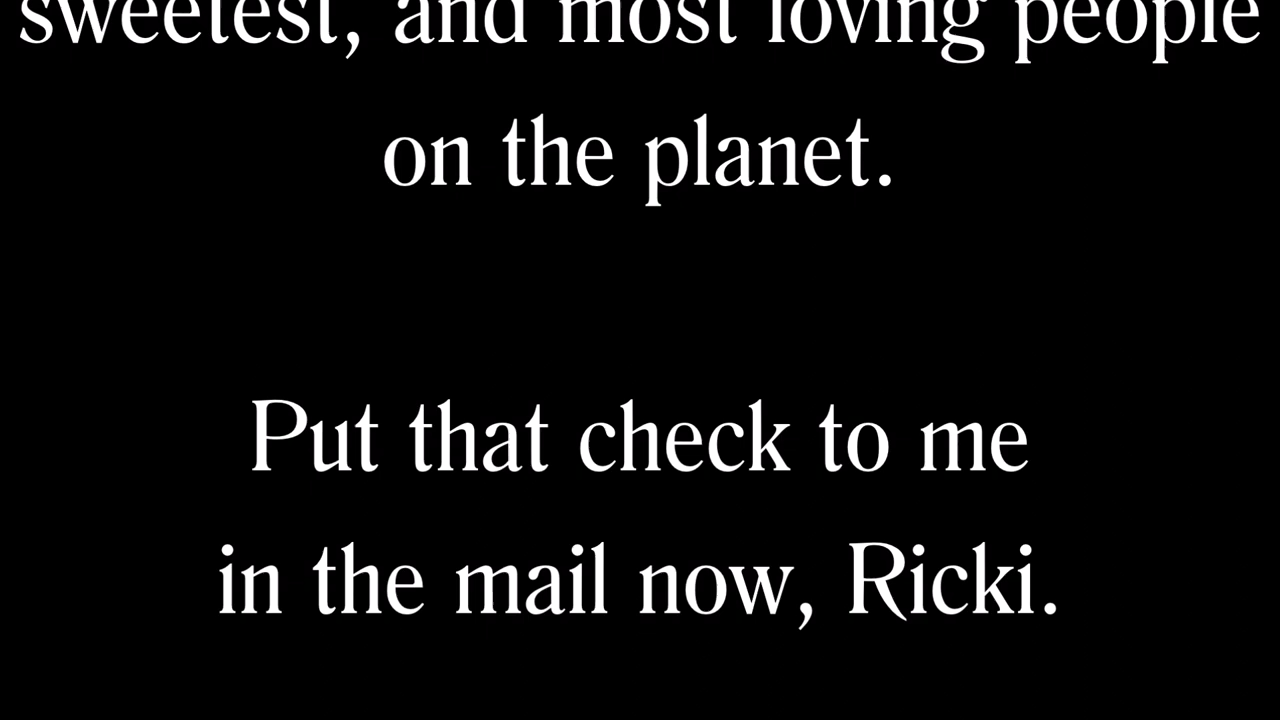 sweetest, and most loving people
on the planet.
Put that check to me
in the mail now, Ricki.